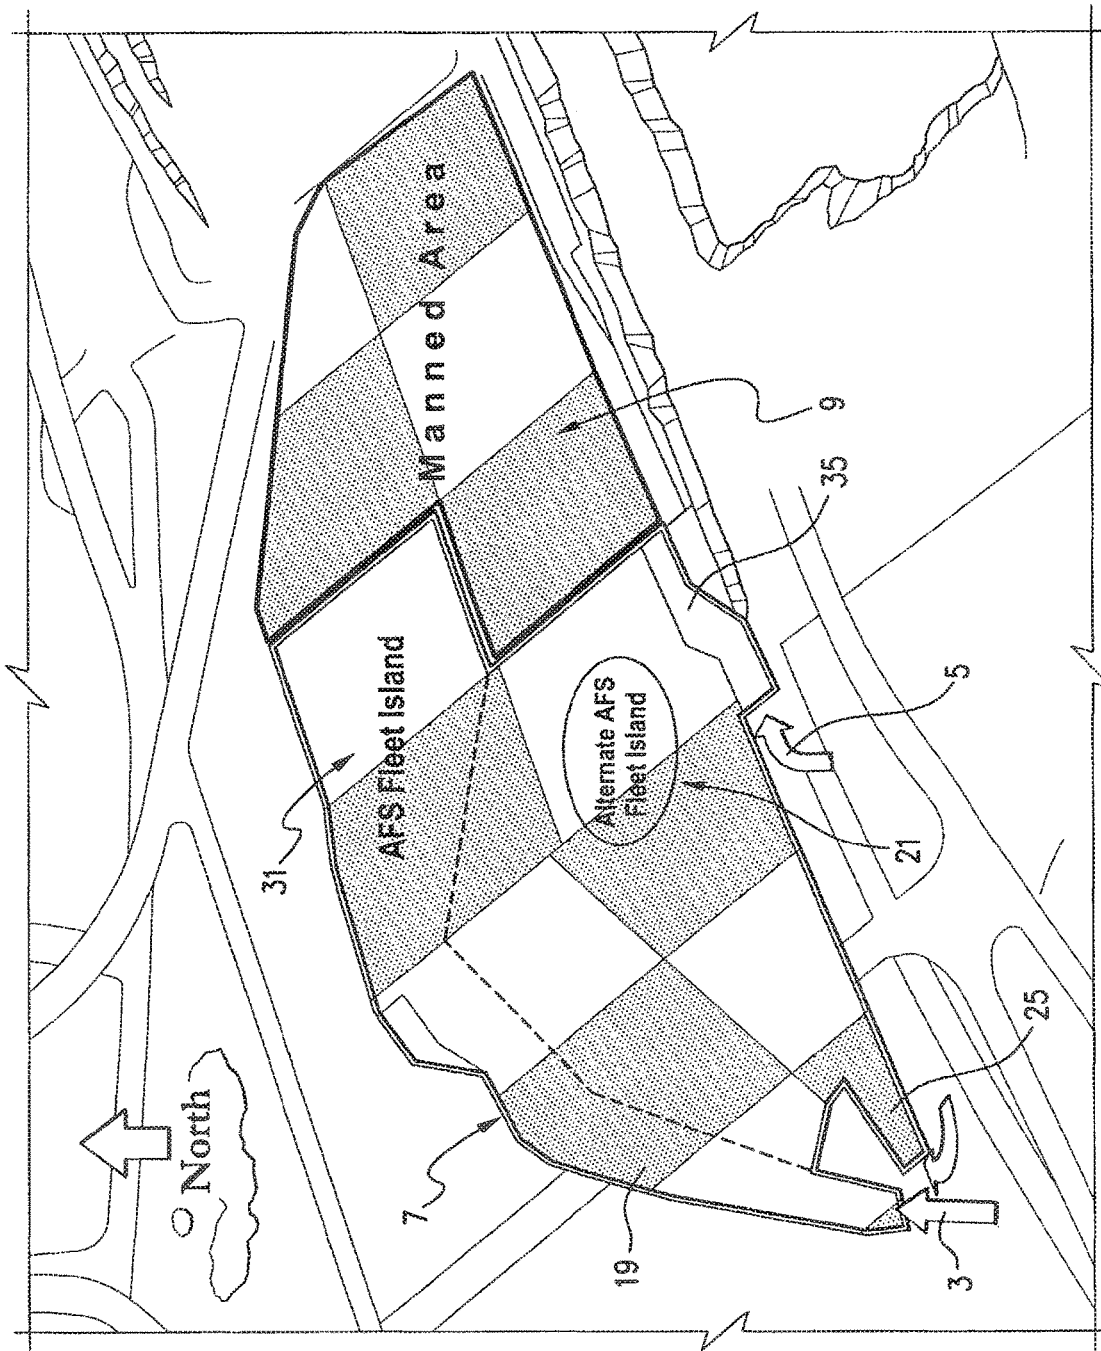 North
Manned Area
AFS Fleet Island
Alternate AFS
Fleet Island
31
7
19
3
25
21
5
35
9